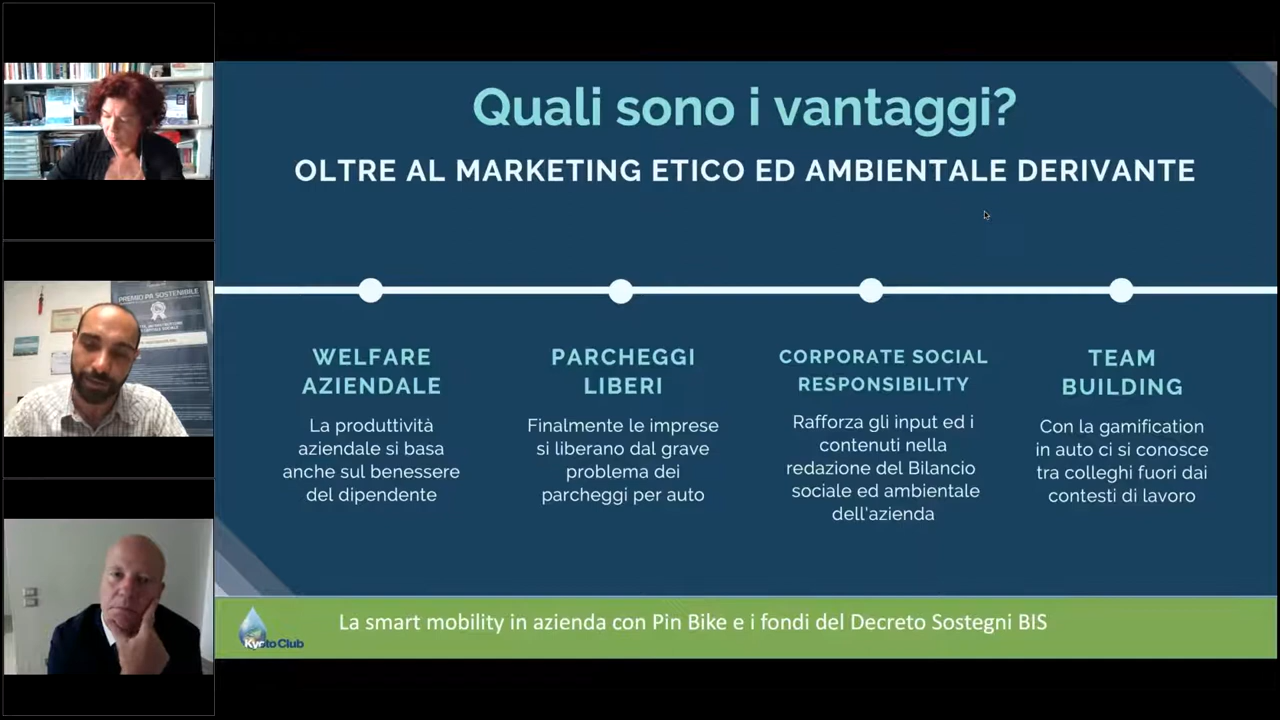 Quali sono i vantaggi?
OLTRE AL MARKETING ETICO ED AMBIENTALE DERIVANTE
WELFARE
AZIENDALE
La produttività
aziendale si basa
anche sul benessere
del dipendente
PARCHEGGI
LIBERI
Finalmente le imprese
si liberano dal grave
problema dei
parcheggi per auto
CORPORATE SOCIAL
RESPONSIBILITY
Rafforza gli input ed i
contenuti nella
redazione del Bilancio
sociale ed ambientale
dell'azienda
TEAM
BUILDING
Con la gamification
in auto ci si conosce
tra colleghi fuori dai
contesti di lavoro
Kyoto Club
La smart mobility in azienda con Pin Bike e i fondi del Decreto Sostegni BIS
PREMIO PA SOSTENIBILE